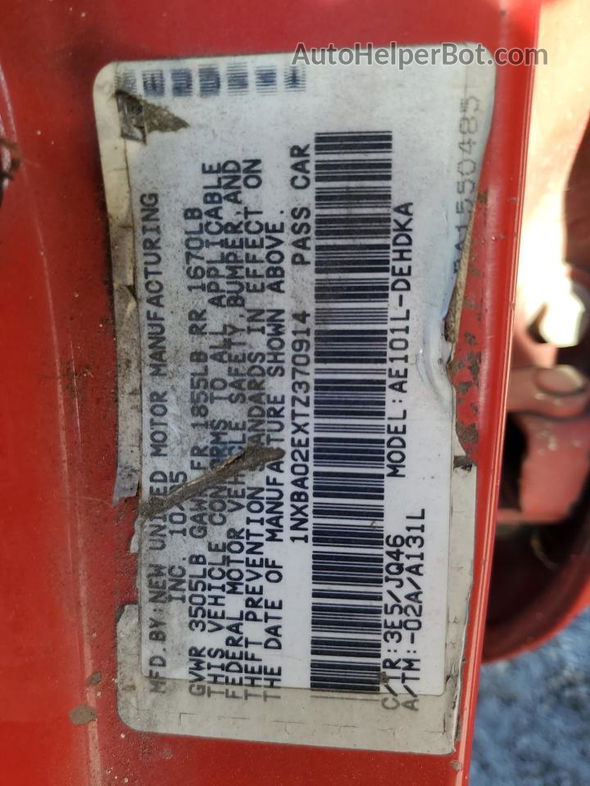 AutoHelperBot.com
MFD.BY:NEW UNITED MOTOR MANUFACTURING
INC. 10/95
GVWR 3505LB GAWR FR 1855LB RR 1670LB
THIS VEHICLE CONFORMS TO ALL APPLICABLE
FEDERAL MOTOR VEHICLE SAFETY, BUMPER, AND
THEFT PREVENTION STANDARDS IN EFFECT ON
THE DATE OF MANUFACTURE SHOWN ABOVE.
1NXBA02EXTZ370914 PASS CAR
C/TR:3E5/JQ46 MODEL:AE101L-DEHDKA
A/TM:-02A/A131L